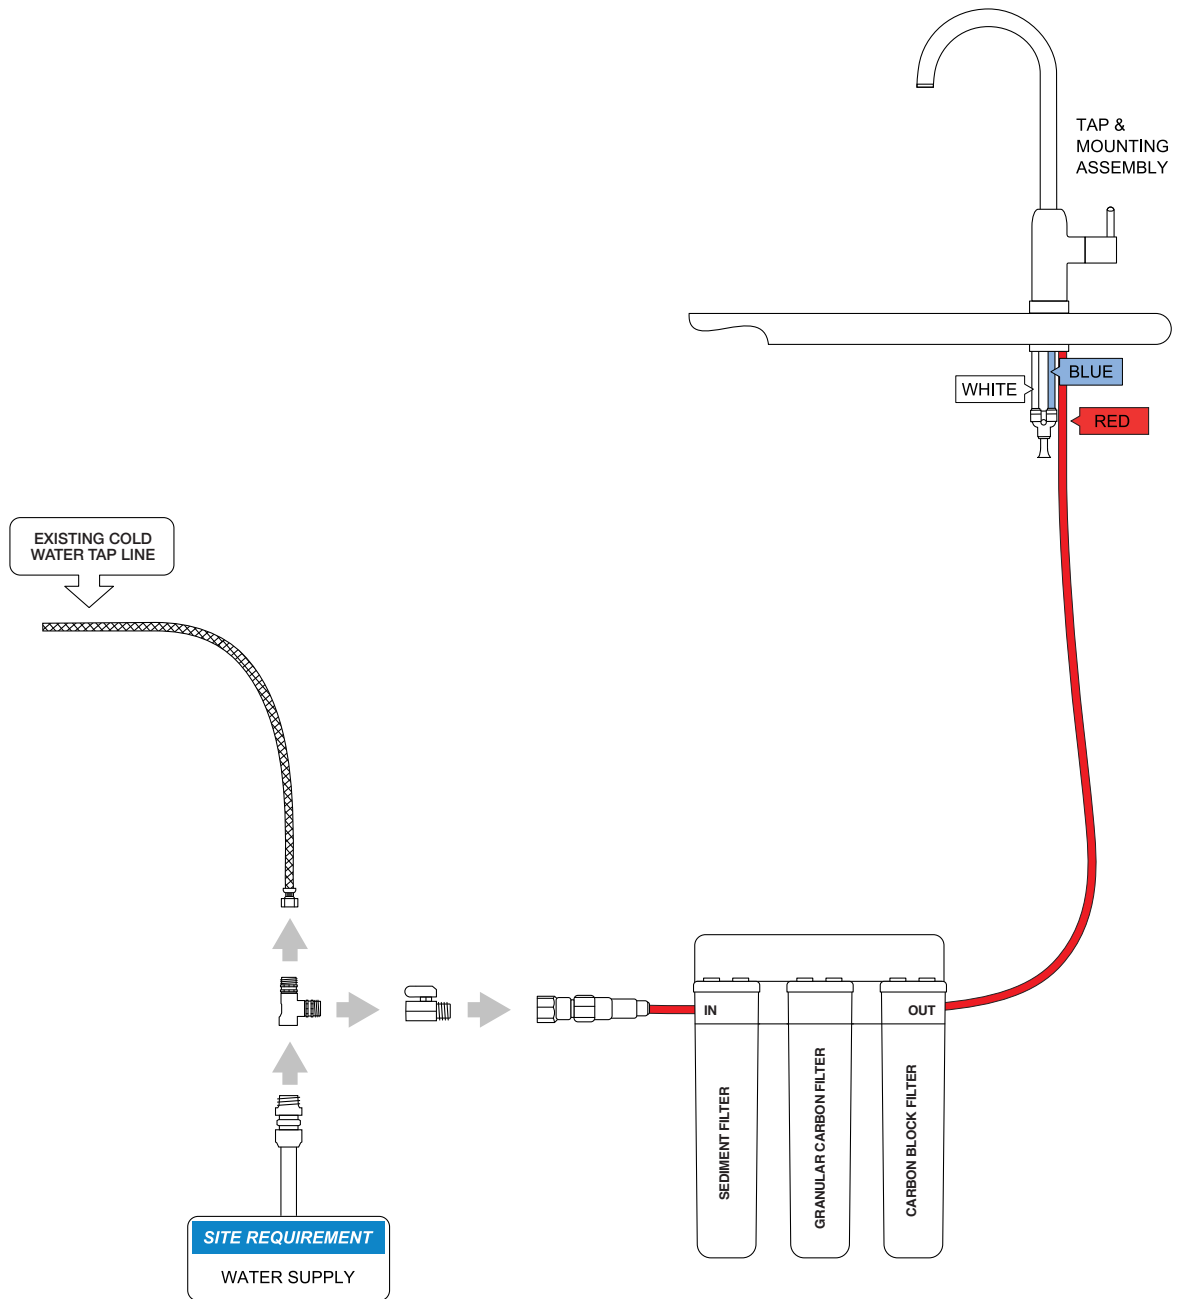 TAP &
MOUNTING
ASSEMBLY
BLUE
WHITE
RED
EXISTING COLD
WATER TAP LINE
IN
OUT
SEDIMENT FILTER
GRANULAR CARBON FILTER
CARBON BLOCK FILTER
SITE REQUIREMENT
WATER SUPPLY